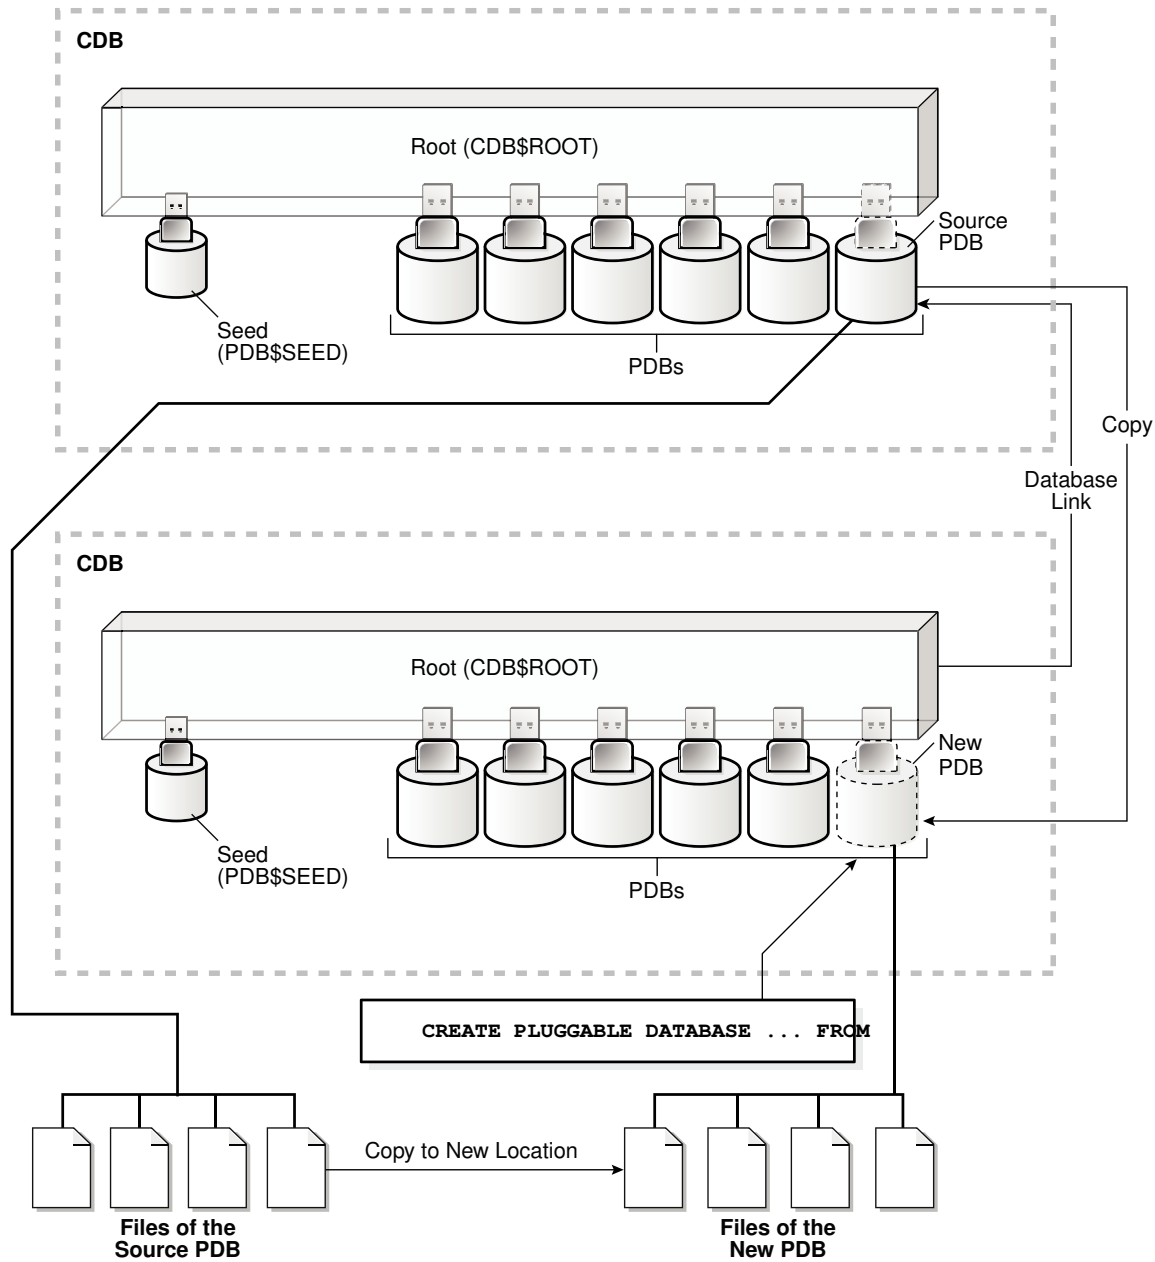 CDB
Root (CDB$ROOT)
Source
PDB
Seed
(PDB$SEED)
PDBs
Copy
Database
Link
CDB
Root (CDB$ROOT)
New
PDB
Seed
(PDB$SEED)
PDBs
CREATE PLUGGABLE DATABASE ... FROM
Copy to New Location
Files of the
Source PDB
Files of the
New PDB